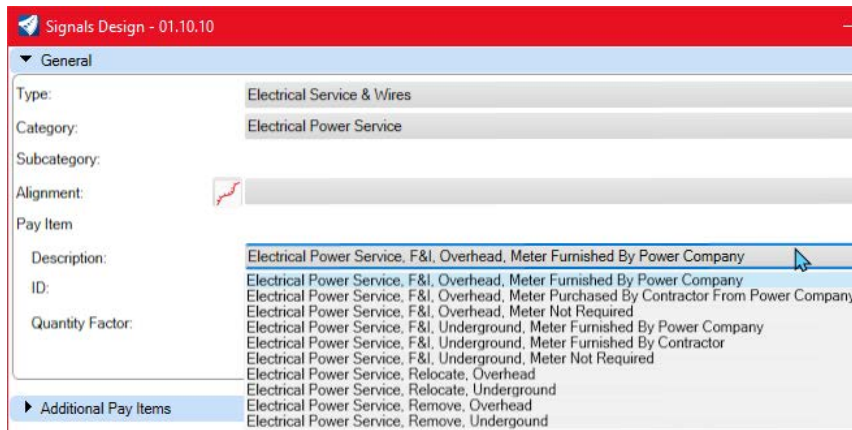 Signals Design - 01.10.10
General
Type: Electrical Service & Wires
Category: Electrical Power Service
Subcategory:
Alignment:
Pay Item
Description: Electrical Power Service, F&I, Overhead, Meter Furnished By Power Company
ID:
Quantity Factor:
Electrical Power Service, F&I, Overhead, Meter Furnished By Power Company
Electrical Power Service, F&I, Overhead, Meter Purchased By Contractor From Power Company
Electrical Power Service, F&I, Overhead, Meter Not Required
Electrical Power Service, F&I, Underground, Meter Furnished By Power Company
Electrical Power Service, F&I, Underground, Meter Furnished By Contractor
Electrical Power Service, F&I, Underground, Meter Not Required
Electrical Power Service, Relocate, Overhead
Electrical Power Service, Relocate, Underground
Electrical Power Service, Remove, Overhead
Electrical Power Service, Remove, Undergound
Additional Pay Items